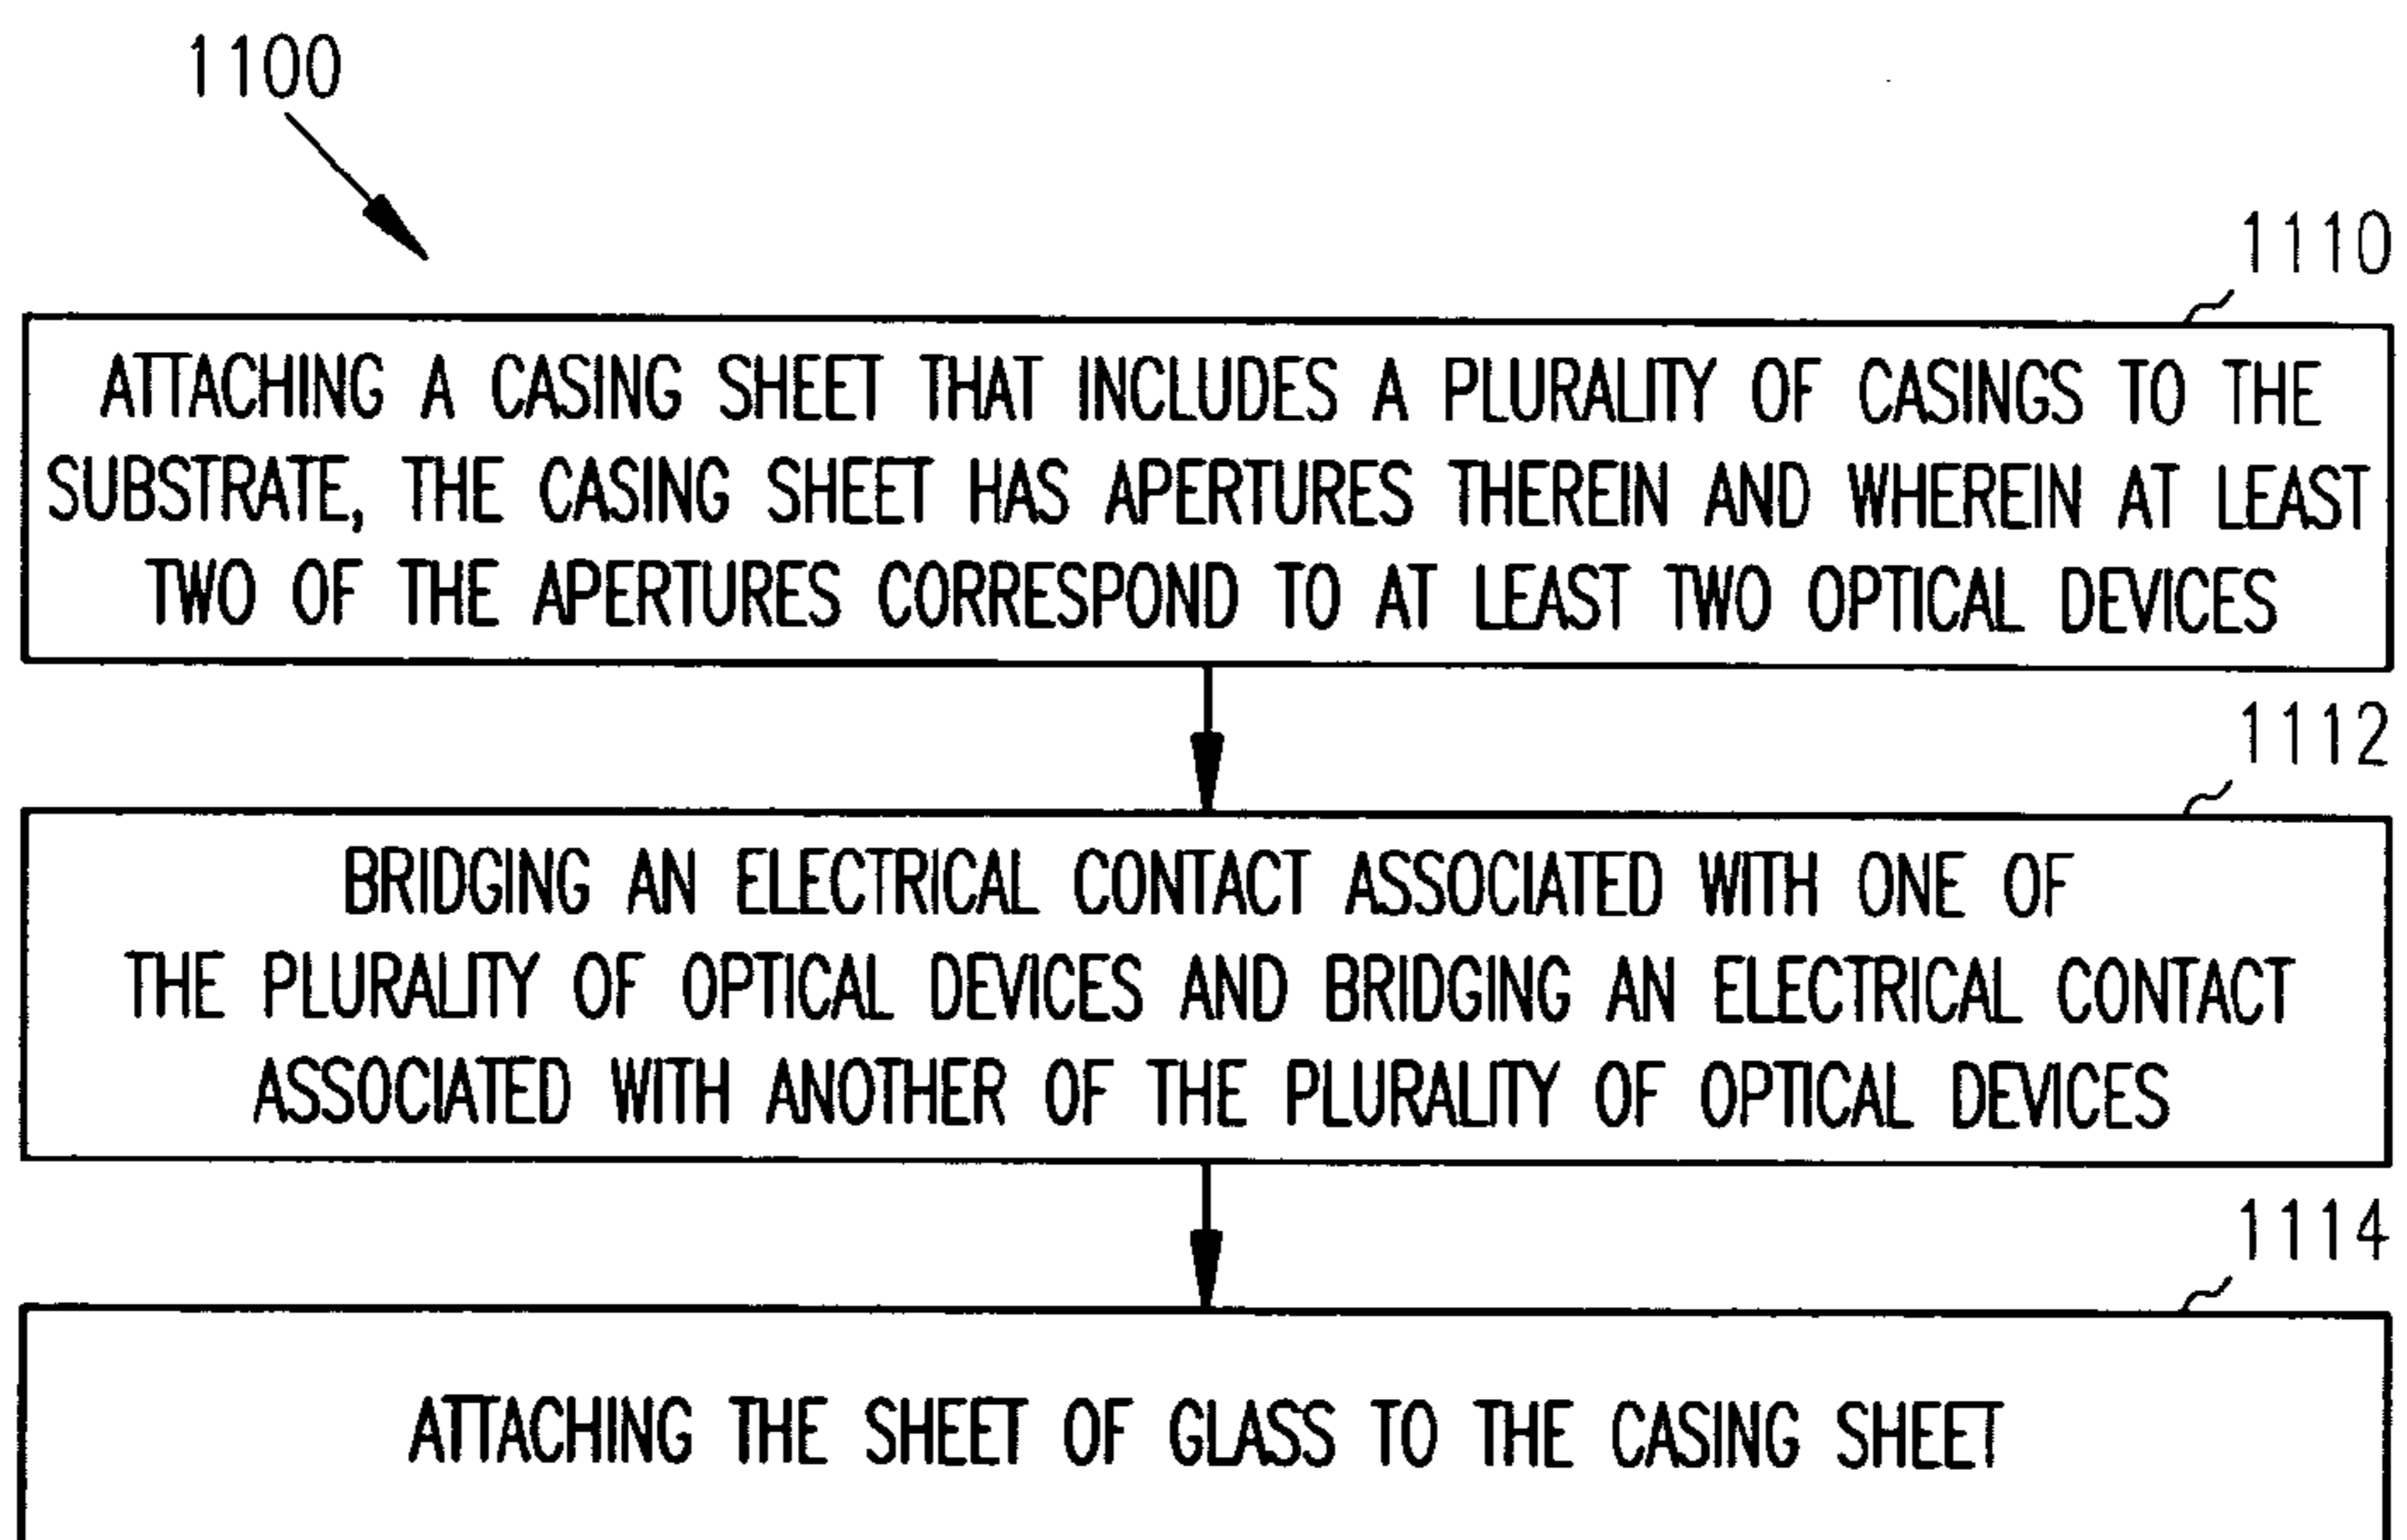 1100
1110
ATTACHING A CASING SHEET THAT INCLUDES A PLURALITY OF CASINGS TO THE
SUBSTRATE, THE CASING SHEET HAS APERTURES THEREIN AND WHEREIN AT LEAST
TWO OF THE APERTURES CORRESPOND TO AT LEAST TWO OPTICAL DEVICES
1112
BRIDGING AN ELECTRICAL CONTACT ASSOCIATED WITH ONE OF
THE PLURALITY OF OPTICAL DEVICES AND BRIDGING AN ELECTRICAL CONTACT
ASSOCIATED WITH ANOTHER OF THE PLURALITY OF OPTICAL DEVICES
1114
ATTACHING THE SHEET OF GLASS TO THE CASING SHEET